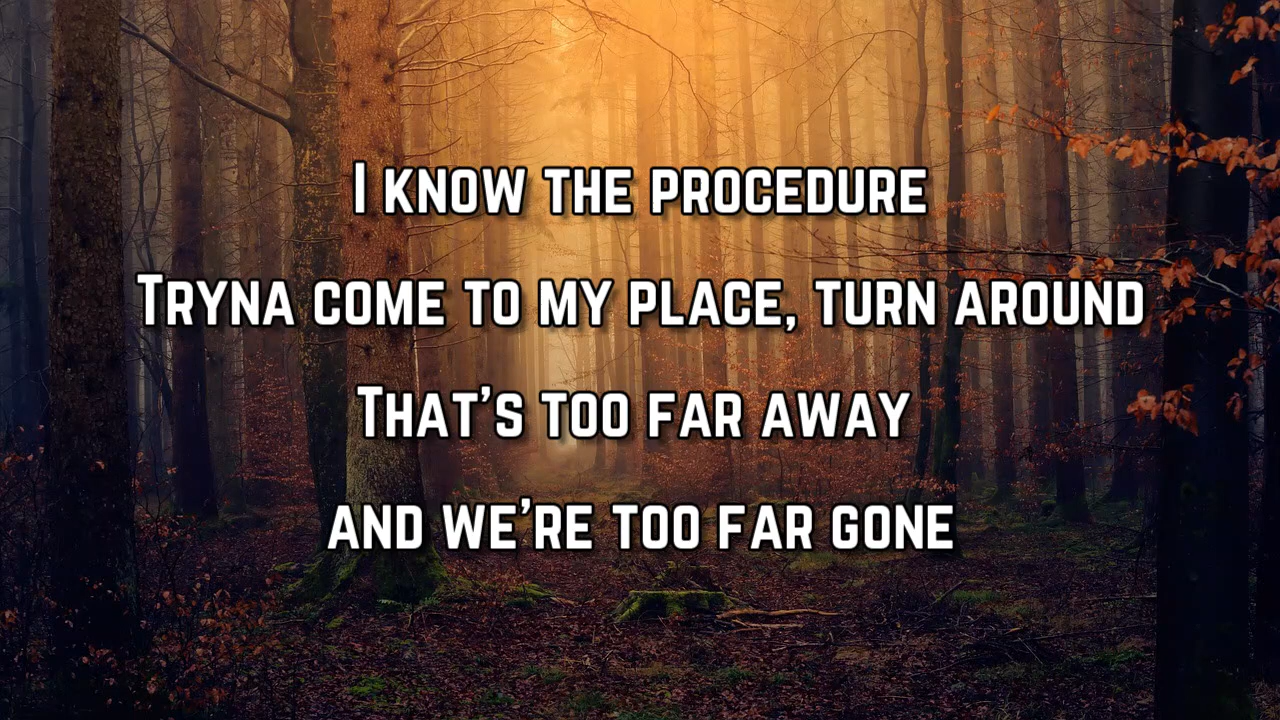 I know the procedure
Tryna come to my place, turn around
That's too far away
and we're too far gone